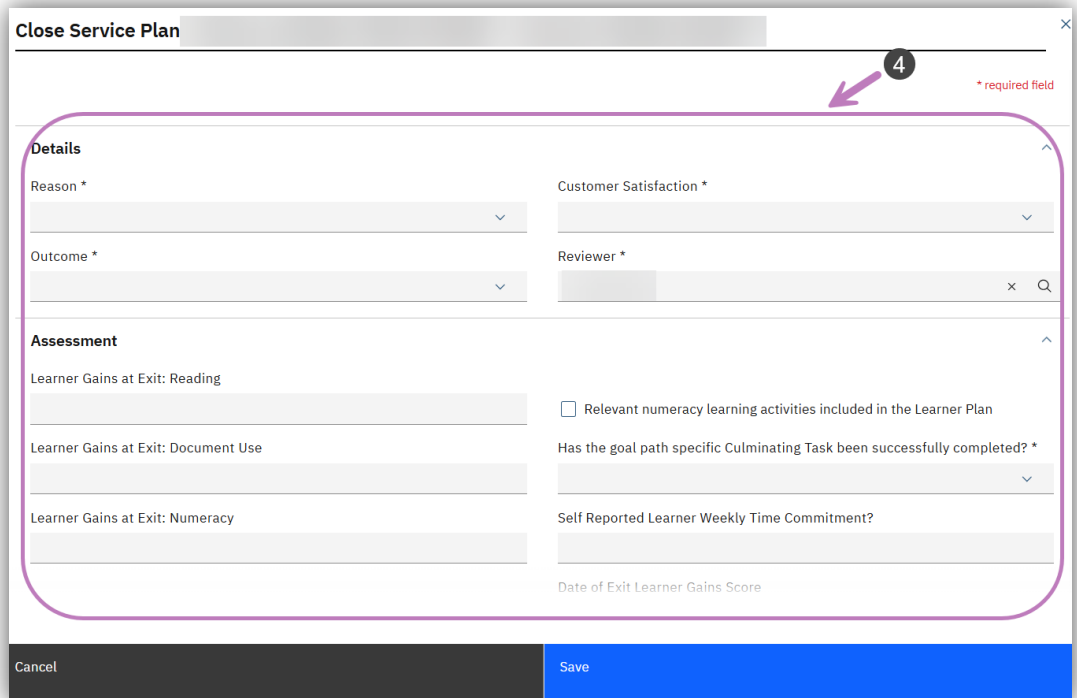 Close Service Plan
4
* required field
Details
Reason *
Customer Satisfaction *
Outcome *
Reviewer *
Assessment
Learner Gains at Exit: Reading
Relevant numeracy learning activities included in the Learner Plan
Learner Gains at Exit: Document Use
Has the goal path specific Culminating Task been successfully completed? *
Learner Gains at Exit: Numeracy
Self Reported Learner Weekly Time Commitment?
Date of Exit Learner Gains Score
Cancel
Save